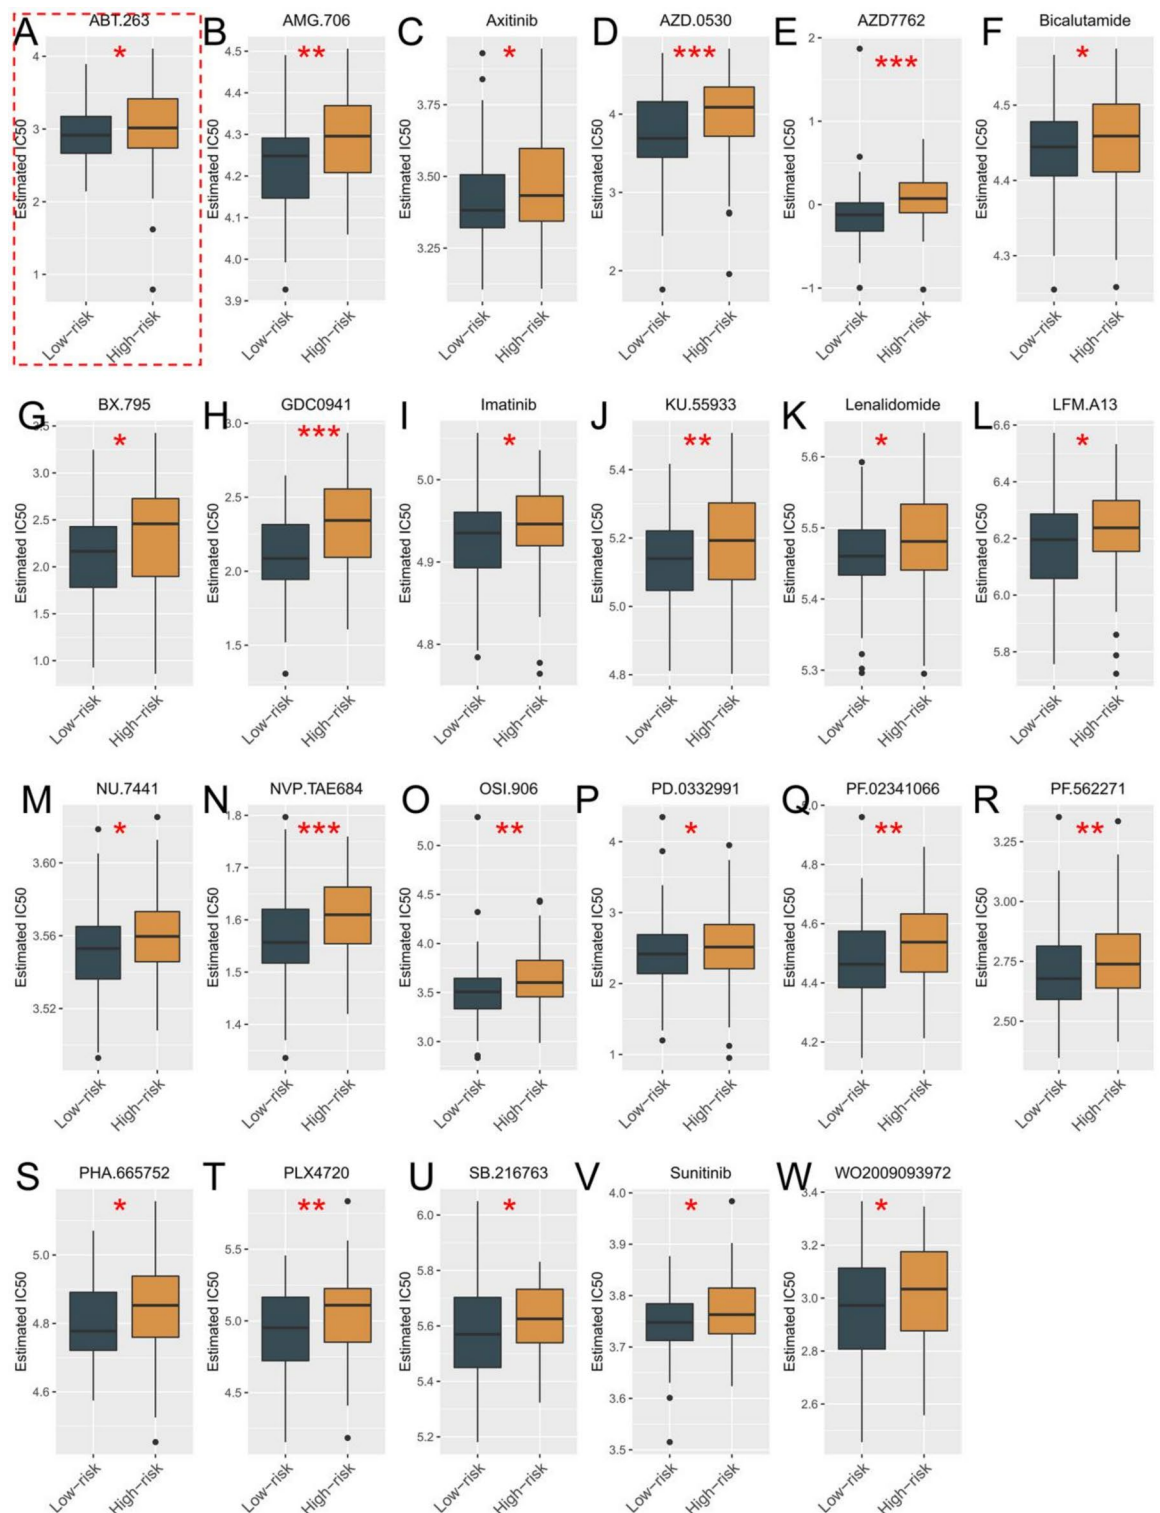 A ABT.263
*
Estimated IC50
4
3
2
1
Low−risk
High−risk
B AMG.706
**
Estimated IC50
4.5
4.4
4.3
4.2
4.1
4.0
3.9
Low−risk
High−risk
C Axitinib
*
Estimated IC50
3.75
3.50
3.25
Low−risk
High−risk
D AZD.0530
***
Estimated IC50
4
3
2
Low−risk
High−risk
E AZD7762
***
Estimated IC50
2
1
0
−1
Low−risk
High−risk
F Bicalutamide
*
Estimated IC50
4.5
4.4
4.3
Low−risk
High−risk
G BX.795
*
Estimated IC50
3.5
3.0
2.5
2.0
1.5
1.0
Low−risk
High−risk
H GDC0941
***
Estimated IC50
3.0
2.5
2.0
1.5
Low−risk
High−risk
I Imatinib
*
Estimated IC50
5.0
4.9
4.8
Low−risk
High−risk
J KU.55933
**
Estimated IC50
5.4
5.2
5.0
4.8
Low−risk
High−risk
K Lenalidomide
*
Estimated IC50
5.6
5.5
5.4
5.3
Low−risk
High−risk
L LFM.A13
*
Estimated IC50
6.6
6.4
6.2
6.0
5.8
Low−risk
High−risk
M NU.7441
*
Estimated IC50
3.60
3.56
3.52
Low−risk
High−risk
N NVP.TAE684
***
Estimated IC50
1.8
1.7
1.6
1.5
1.4
Low−risk
High−risk
O OSI.906
**
Estimated IC50
5.0
4.5
4.0
3.5
3.0
Low−risk
High−risk
P PD.0332991
*
Estimated IC50
4
3
2
1
Low−risk
High−risk
Q PF.02341066
**
Estimated IC50
5.0
4.8
4.6
4.4
4.2
Low−risk
High−risk
R PF.562271
**
Estimated IC50
3.25
3.00
2.75
2.50
Low−risk
High−risk
S PHA.665752
*
Estimated IC50
5.0
4.8
4.6
Low−risk
High−risk
T PLX4720
**
Estimated IC50
5.5
5.0
4.5
Low−risk
High−risk
U SB.216763
*
Estimated IC50
6.0
5.8
5.6
5.4
5.2
Low−risk
High−risk
V Sunitinib
*
Estimated IC50
4.0
3.9
3.8
3.7
3.6
3.5
Low−risk
High−risk
W WO2009093972
*
Estimated IC50
3.4
3.2
3.0
2.8
2.6
Low−risk
High−risk